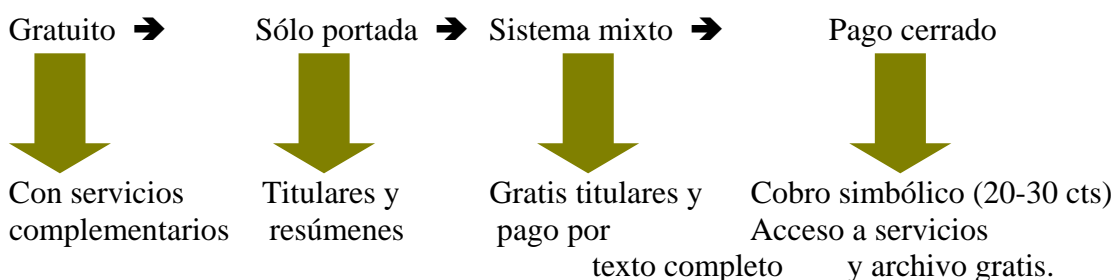 Gratuito ➔ Sólo portada ➔ Sistema mixto ➔ Pago cerrado
Con servicios Titulares y Gratis titulares y Cobro simbólico (20-30 cts)
complementarios resúmenes pago por Acceso a servicios
texto completo y archivo gratis.